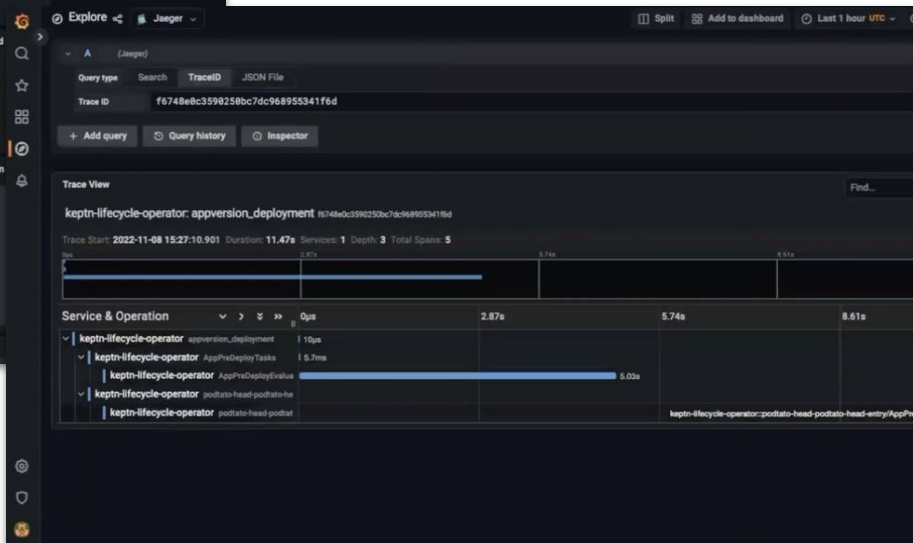 Explore
Jaeger
Split
Add to dashboard
Last 1 hour UTC
A (Jaeger)
Query type Search TraceID JSON File
Trace ID f6748e0c3590250bc7dc968955341f6d
+ Add query Query history Inspector
Trace View
Find...
keptn-lifecycle-operator: appversion_deployment f6748e0c3590250bc7dc968955341f6d
Trace Start: 2022-11-08 15:27:10.901 Duration: 11.47s Services: 1 Depth: 3 Total Spans: 5
0μs 2.87s 5.74s 8.61s
Service & Operation 0μs 2.87s 5.74s 8.61s
keptn-lifecycle-operator appversion_deployment 10μs
keptn-lifecycle-operator AppPreDeployTasks 5.7ms
keptn-lifecycle-operator AppPreDeployEvalua 5.03s
keptn-lifecycle-operator podtato-head-podtato-he
keptn-lifecycle-operator podtato-head-podtat keptn-lifecycle-operator::podtato-head-podtato-head-entry/AppPr